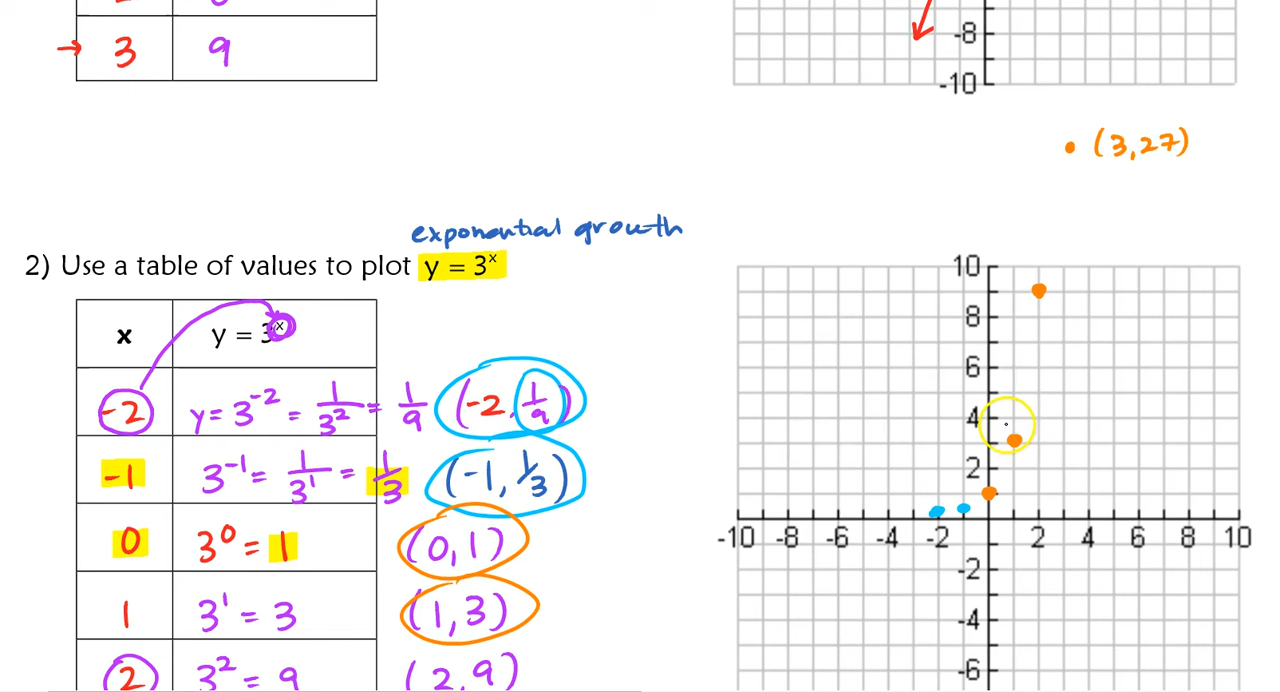 → 3 9
-8
-10
• (3,27)
exponential growth
2) Use a table of values to plot y = 3ˣ
x y = 3ˣ
-2 y = 3⁻² = 1/3² = 1/9 (-2, 1/9)
-1 3⁻¹ = 1/3¹ = 1/3 (-1, 1/3)
0 3⁰ = 1 (0,1)
1 3¹ = 3 (1,3)
2 3² = 9 (2,9)
10
8
6
4
2
-10 -8 -6 -4 -2 2 4 6 8 10
-2
-4
-6